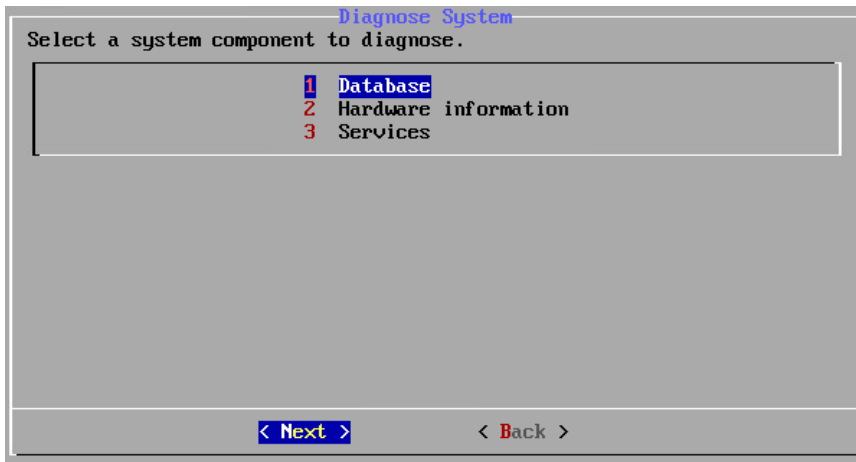 Diagnose System
Select a system component to diagnose.
1 Database
2 Hardware information
3 Services
< Next > < Back >